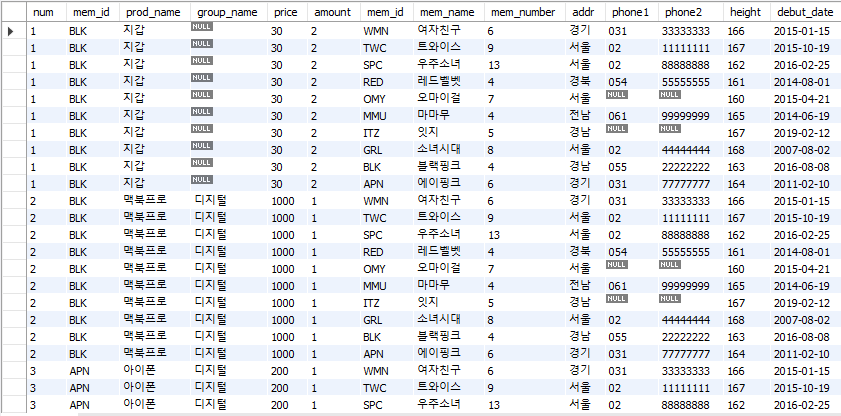 num mem_id prod_name group_name price amount mem_id mem_name mem_number addr phone1 phone2 height debut_date
1 BLK 지갑 NULL 30 2 WMN 여자친구 6 경기 031 33333333 166 2015-01-15
1 BLK 지갑 NULL 30 2 TWC 트와이스 9 서울 02 11111111 167 2015-10-19
1 BLK 지갑 NULL 30 2 SPC 우주소녀 13 서울 02 88888888 162 2016-02-25
1 BLK 지갑 NULL 30 2 RED 레드벨벳 4 경북 054 55555555 161 2014-08-01
1 BLK 지갑 NULL 30 2 OMY 오마이걸 7 서울 NULL NULL 160 2015-04-21
1 BLK 지갑 NULL 30 2 MMU 마마무 4 전남 061 99999999 165 2014-06-19
1 BLK 지갑 NULL 30 2 ITZ 잇지 5 경남 NULL NULL 167 2019-02-12
1 BLK 지갑 NULL 30 2 GRL 소녀시대 8 서울 02 44444444 168 2007-08-02
1 BLK 지갑 NULL 30 2 BLK 블랙핑크 4 경남 055 22222222 163 2016-08-08
1 BLK 지갑 NULL 30 2 APN 에이핑크 6 경기 031 77777777 164 2011-02-10
2 BLK 맥북프로 디지털 1000 1 WMN 여자친구 6 경기 031 33333333 166 2015-01-15
2 BLK 맥북프로 디지털 1000 1 TWC 트와이스 9 서울 02 11111111 167 2015-10-19
2 BLK 맥북프로 디지털 1000 1 SPC 우주소녀 13 서울 02 88888888 162 2016-02-25
2 BLK 맥북프로 디지털 1000 1 RED 레드벨벳 4 경북 054 55555555 161 2014-08-01
2 BLK 맥북프로 디지털 1000 1 OMY 오마이걸 7 서울 NULL NULL 160 2015-04-21
2 BLK 맥북프로 디지털 1000 1 MMU 마마무 4 전남 061 99999999 165 2014-06-19
2 BLK 맥북프로 디지털 1000 1 ITZ 잇지 5 경남 NULL NULL 167 2019-02-12
2 BLK 맥북프로 디지털 1000 1 GRL 소녀시대 8 서울 02 44444444 168 2007-08-02
2 BLK 맥북프로 디지털 1000 1 BLK 블랙핑크 4 경남 055 22222222 163 2016-08-08
2 BLK 맥북프로 디지털 1000 1 APN 에이핑크 6 경기 031 77777777 164 2011-02-10
3 APN 아이폰 디지털 200 1 WMN 여자친구 6 경기 031 33333333 166 2015-01-15
3 APN 아이폰 디지털 200 1 TWC 트와이스 9 서울 02 11111111 167 2015-10-19
3 APN 아이폰 디지털 200 1 SPC 우주소녀 13 서울 02 88888888 162 2016-02-25